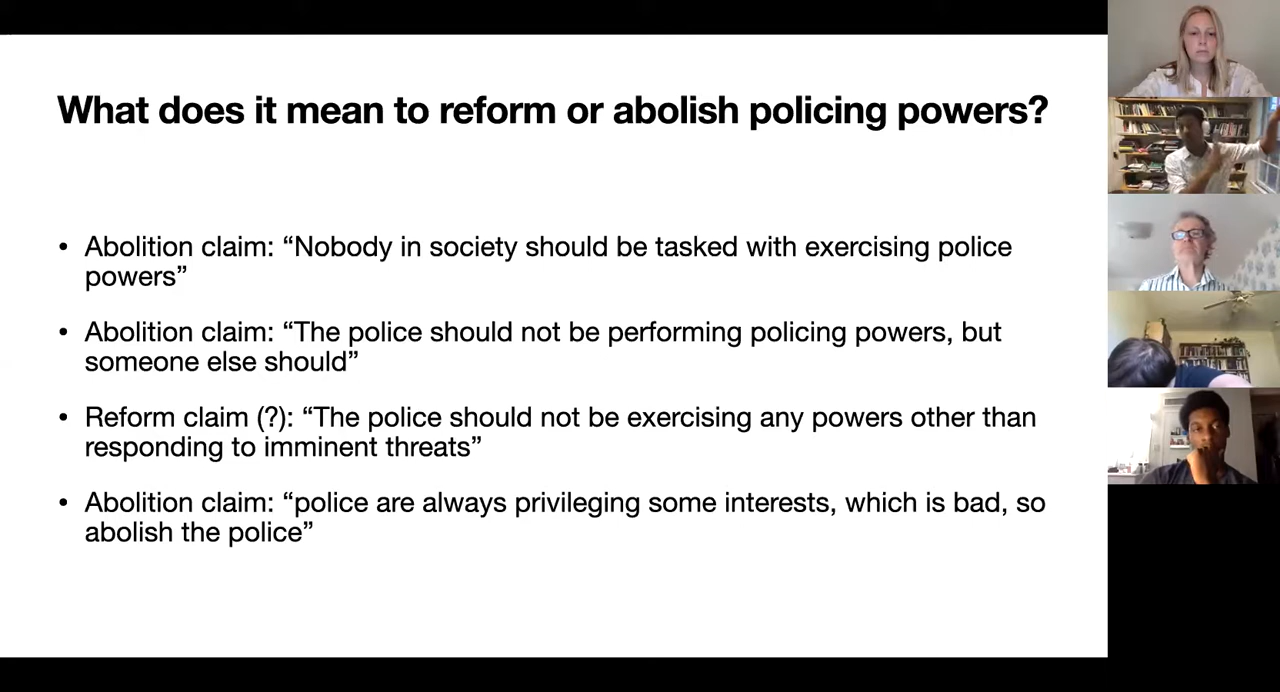 What does it mean to reform or abolish policing powers?
• Abolition claim: “Nobody in society should be tasked with exercising police
powers”
• Abolition claim: “The police should not be performing policing powers, but
someone else should”
• Reform claim (?): “The police should not be exercising any powers other than
responding to imminent threats”
• Abolition claim: “police are always privileging some interests, which is bad, so
abolish the police”